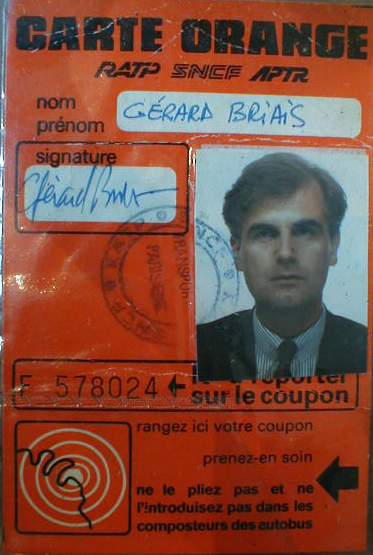 CARTE ORANGE
RATP SNCF APTR
nom
prénom
GÉRARD BRIAIS
signature
Gérard
F 578024 ← reporter
sur le coupon
rangez ici votre coupon
prenez-en soin
ne le pliez pas et ne
l'introduisez pas dans les
composteurs des autobus